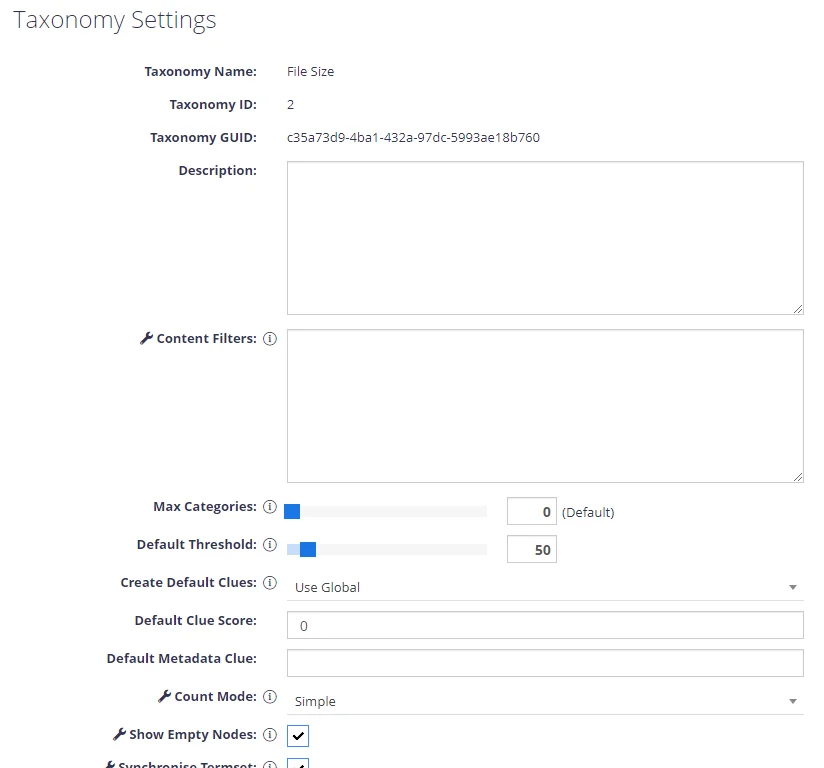 Taxonomy Settings
Taxonomy Name: File Size
Taxonomy ID: 2
Taxonomy GUID: c35a73d9-4ba1-432a-97dc-5993ae18b760
Description:
Content Filters:
Max Categories: 0 (Default)
Default Threshold: 50
Create Default Clues: Use Global
Default Clue Score: 0
Default Metadata Clue:
Count Mode: Simple
Show Empty Nodes:
Synchronise Termset: